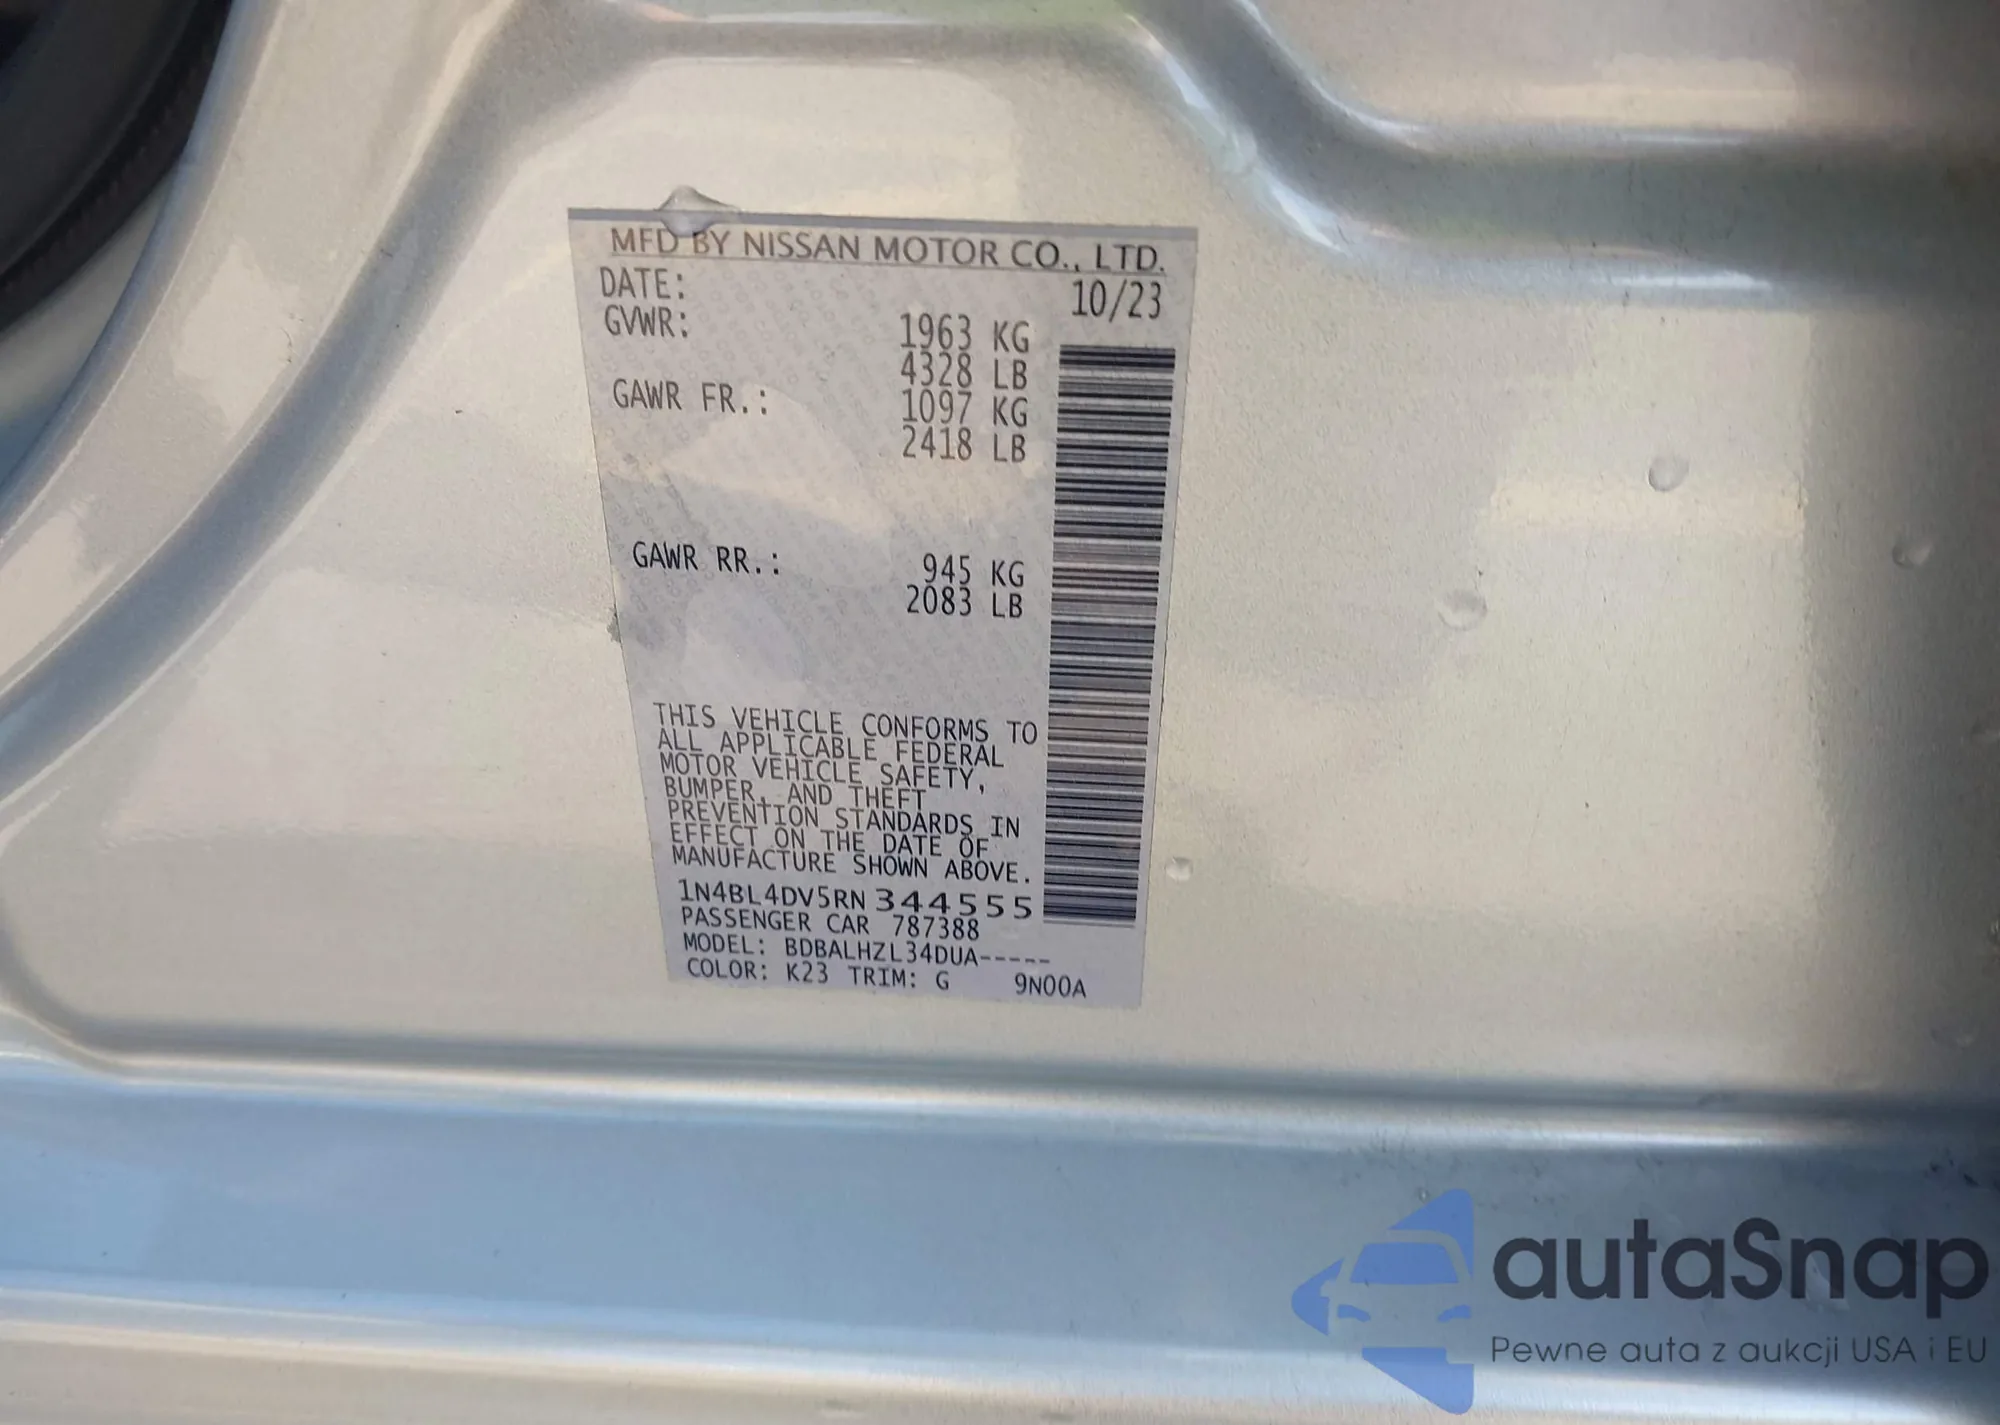 MFD BY NISSAN MOTOR CO., LTD.
DATE: 10/23
GVWR: 1963 KG
4328 LB
GAWR FR.: 1097 KG
2418 LB
GAWR RR.: 945 KG
2083 LB
THIS VEHICLE CONFORMS TO
ALL APPLICABLE FEDERAL
MOTOR VEHICLE SAFETY,
BUMPER, AND THEFT
PREVENTION STANDARDS IN
EFFECT ON THE DATE OF
MANUFACTURE SHOWN ABOVE.
1N4BL4DV5RN344555
PASSENGER CAR 787388
MODEL: BDBALHZL34DUA-----
COLOR: K23 TRIM: G 9N00A
autaSnap
Pewne auta z aukcji USA i EU